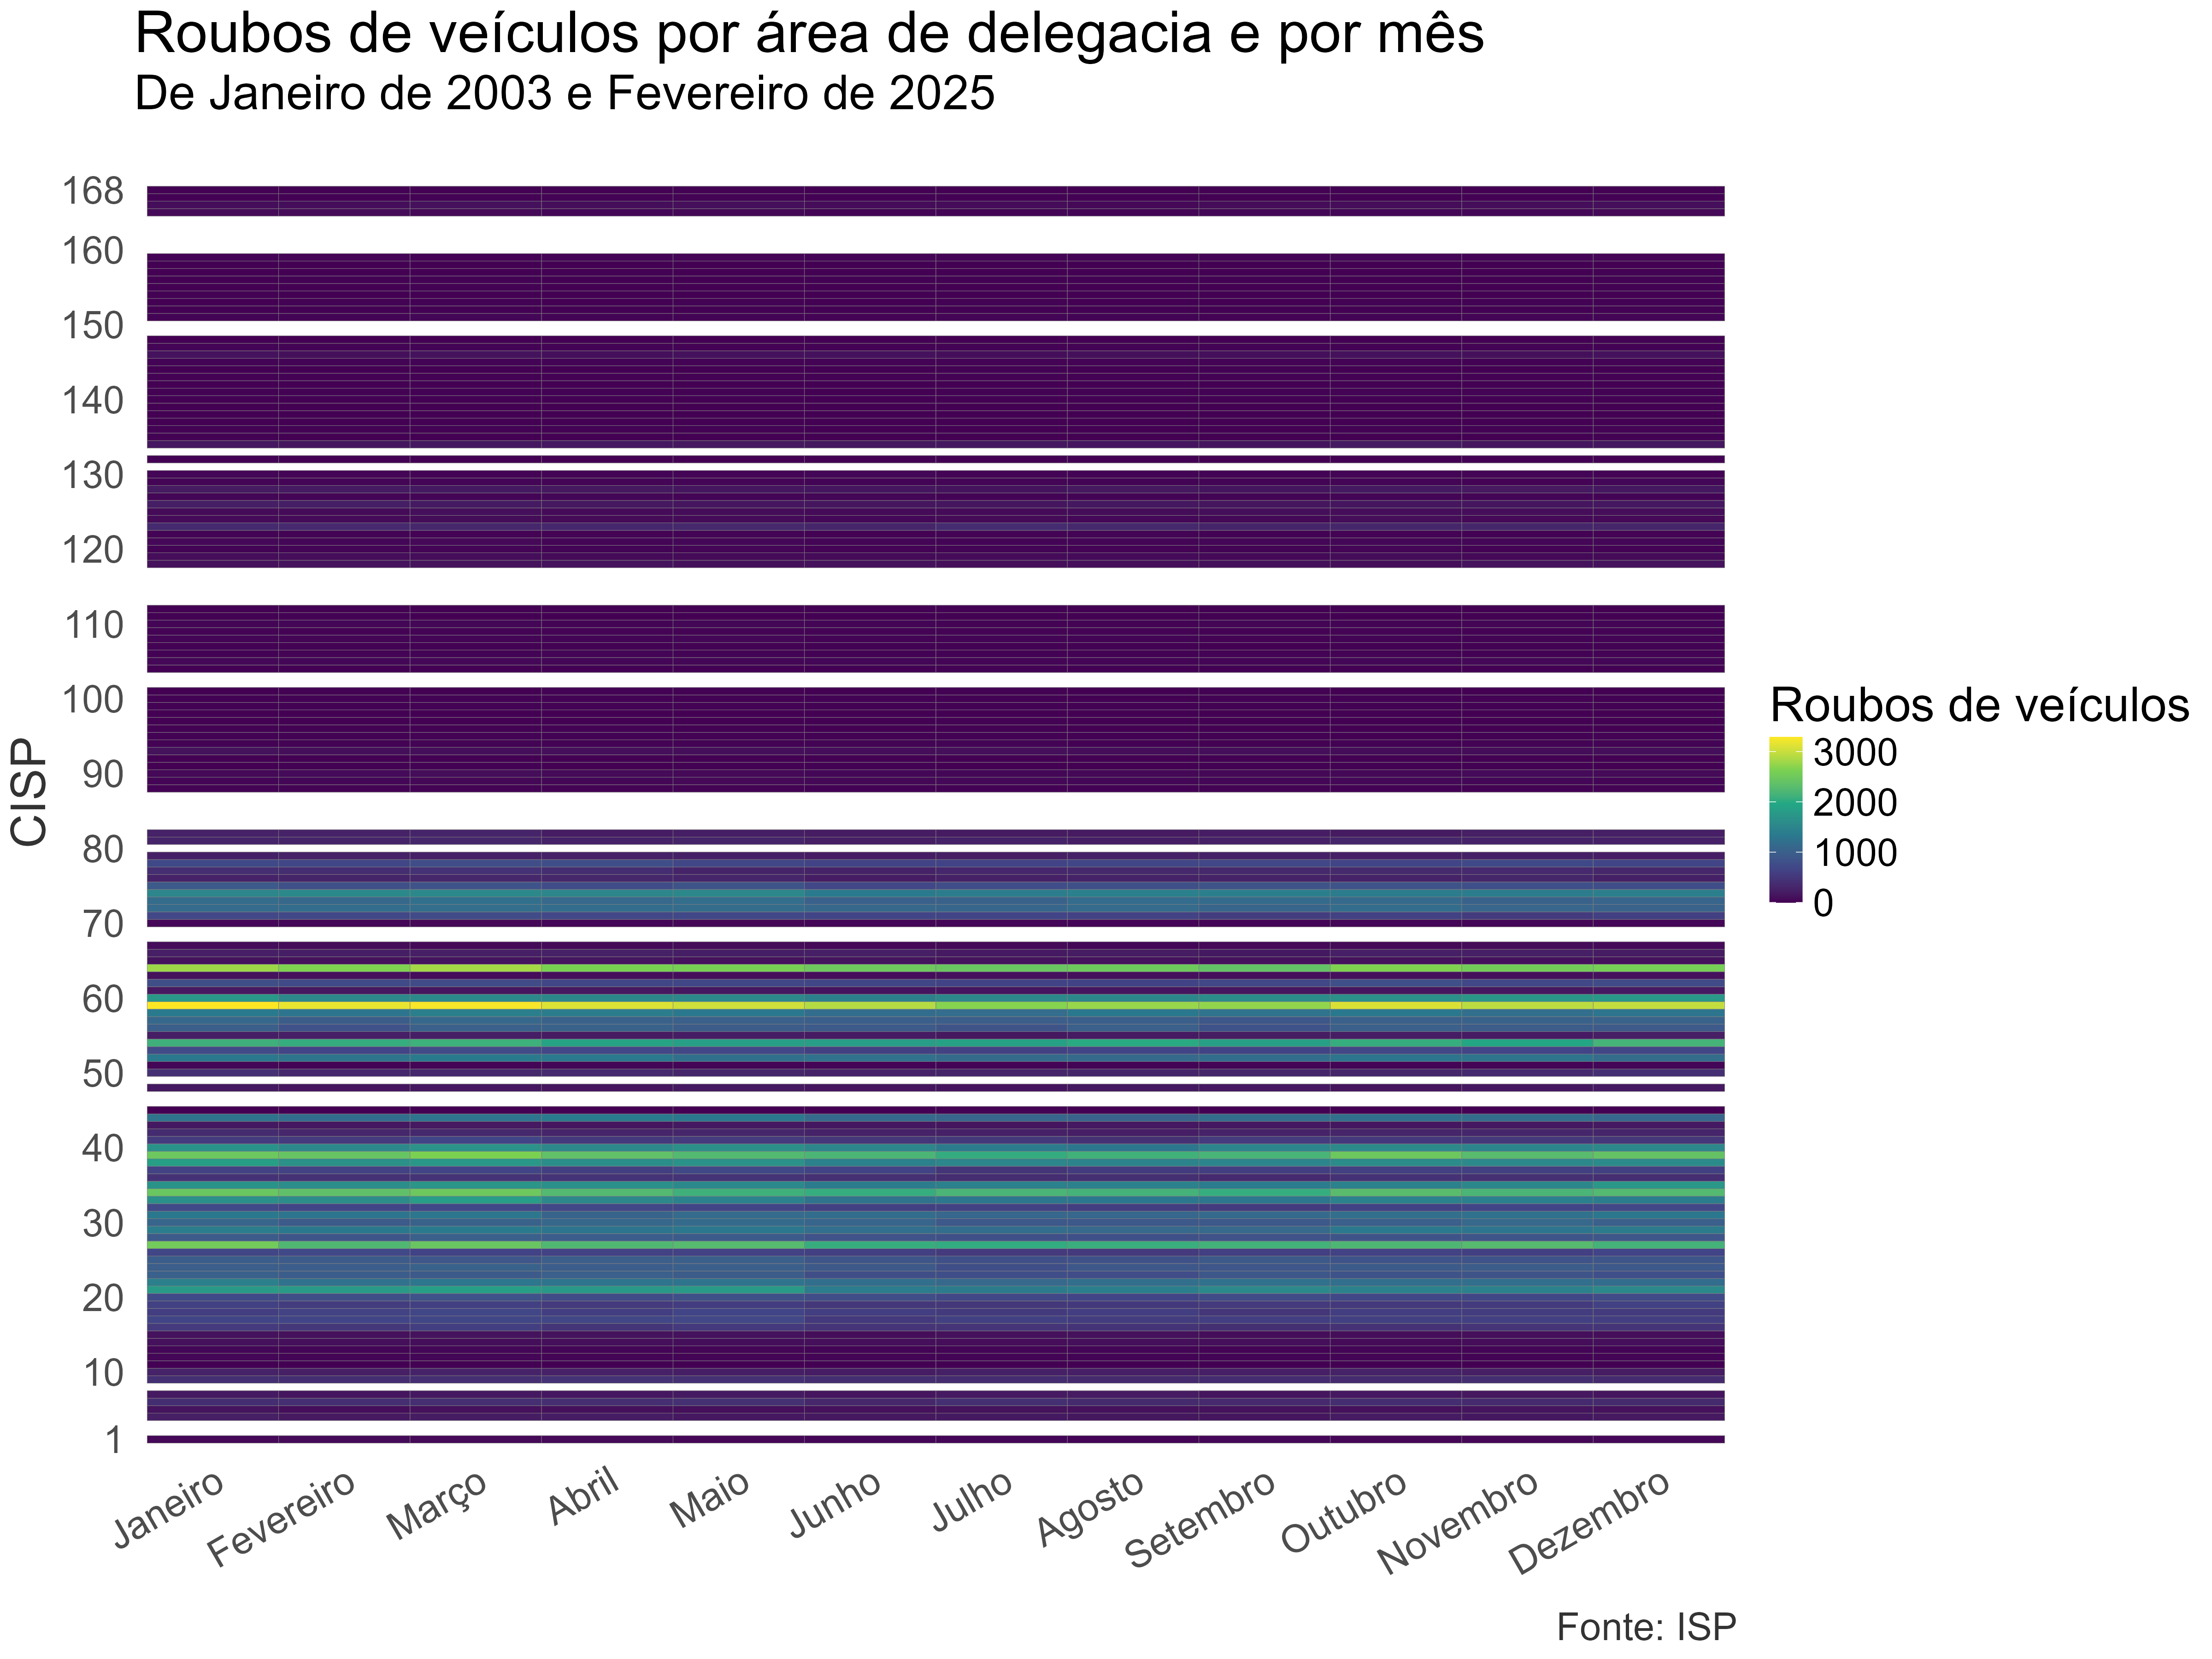 Roubos de veículos por área de delegacia e por mês
De Janeiro de 2003 e Fevereiro de 2025
CISP
168
160
150
140
130
120
110
100
90
80
70
60
50
40
30
20
10
1
Janeiro
Fevereiro
Março
Abril
Maio
Junho
Julho
Agosto
Setembro
Outubro
Novembro
Dezembro
Roubos de veículos
3000
2000
1000
0
Fonte: ISP